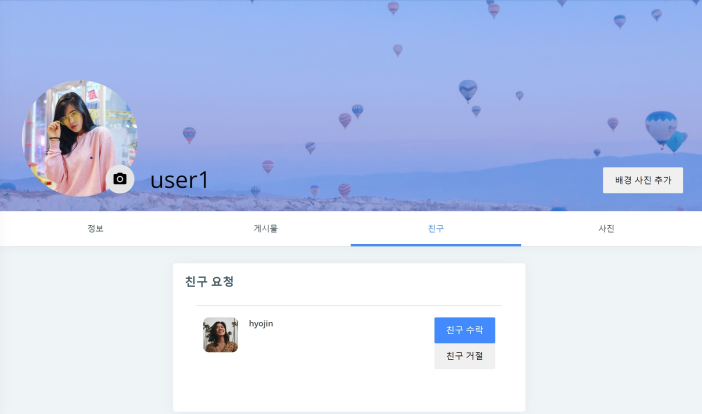 user1
배경 사진 추가
정보
게시물
친구
사진
친구 요청
hyojin
친구 수락
친구 거절